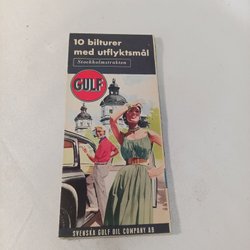 10 bilturer
med utflyktsmål
Stockholmstrakten
GULF
SVENSKA GULF OIL COMPANY AB